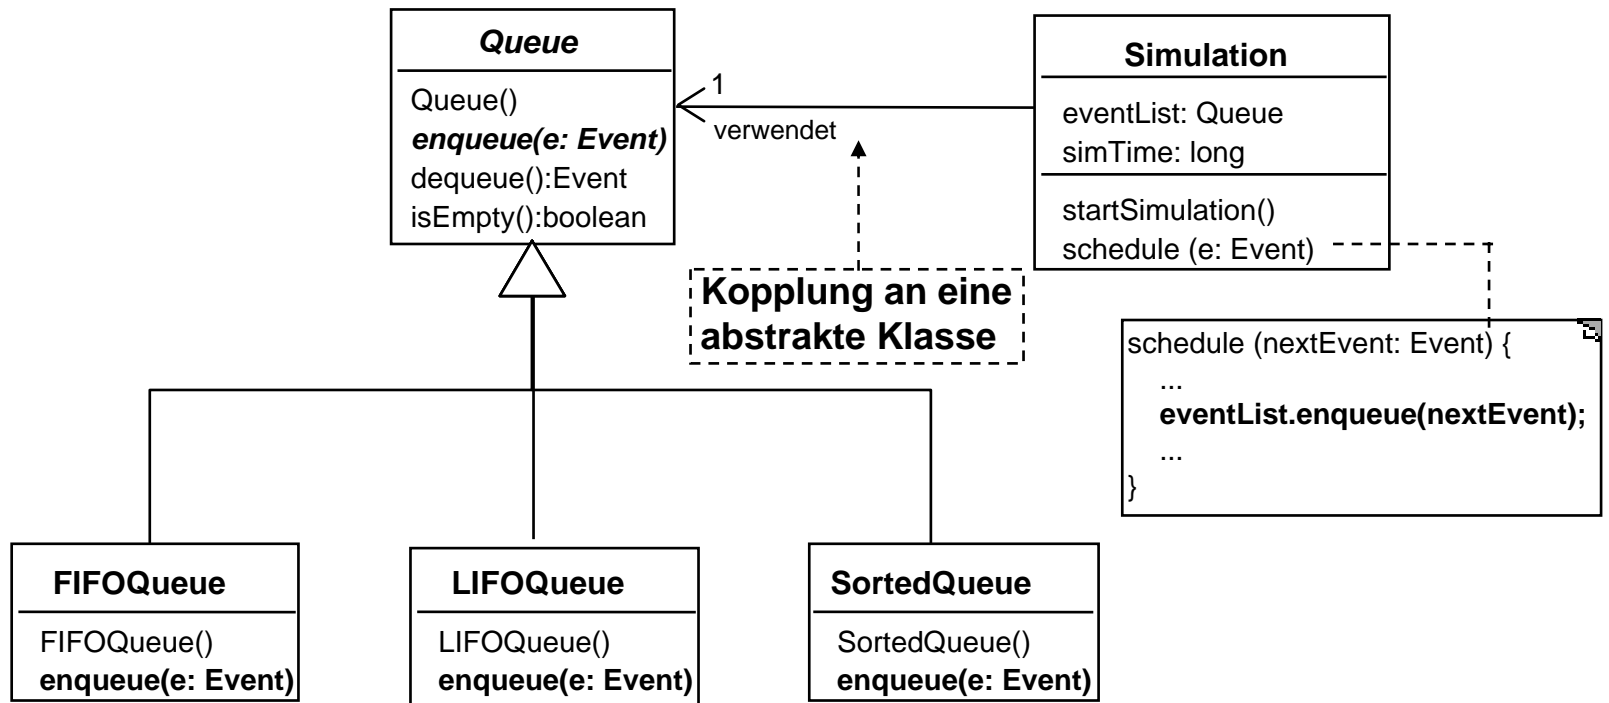 Queue
Queue()
enqueue(e: Event)
dequeue():Event
isEmpty():boolean
1
verwendet
Simulation
eventList: Queue
simTime: long
startSimulation()
schedule (e: Event)
Kopplung an eine
abstrakte Klasse
schedule (nextEvent: Event) {
...
eventList.enqueue(nextEvent);
...
}
FIFOQueue
FIFOQueue()
enqueue(e: Event)
LIFOQueue
LIFOQueue()
enqueue(e: Event)
SortedQueue
SortedQueue()
enqueue(e: Event)